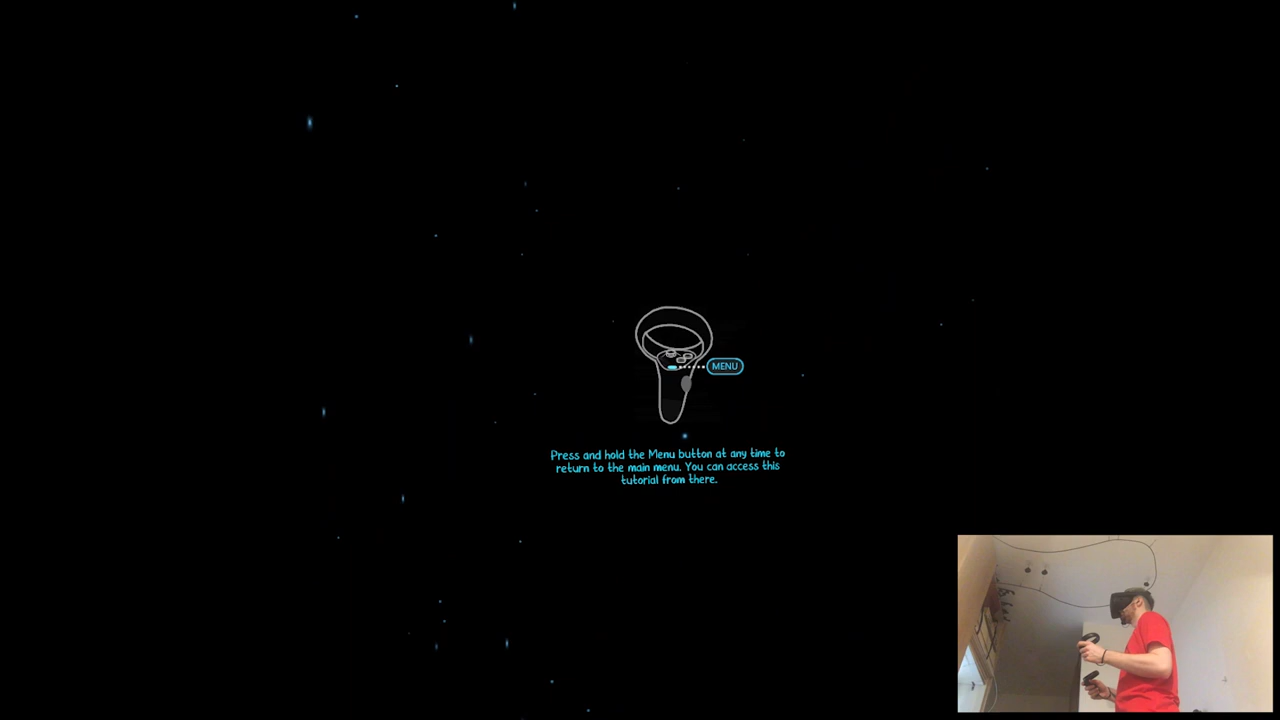 MENU
Press and hold the Menu button at any time to
return to the main menu. You can access this
tutorial from there.